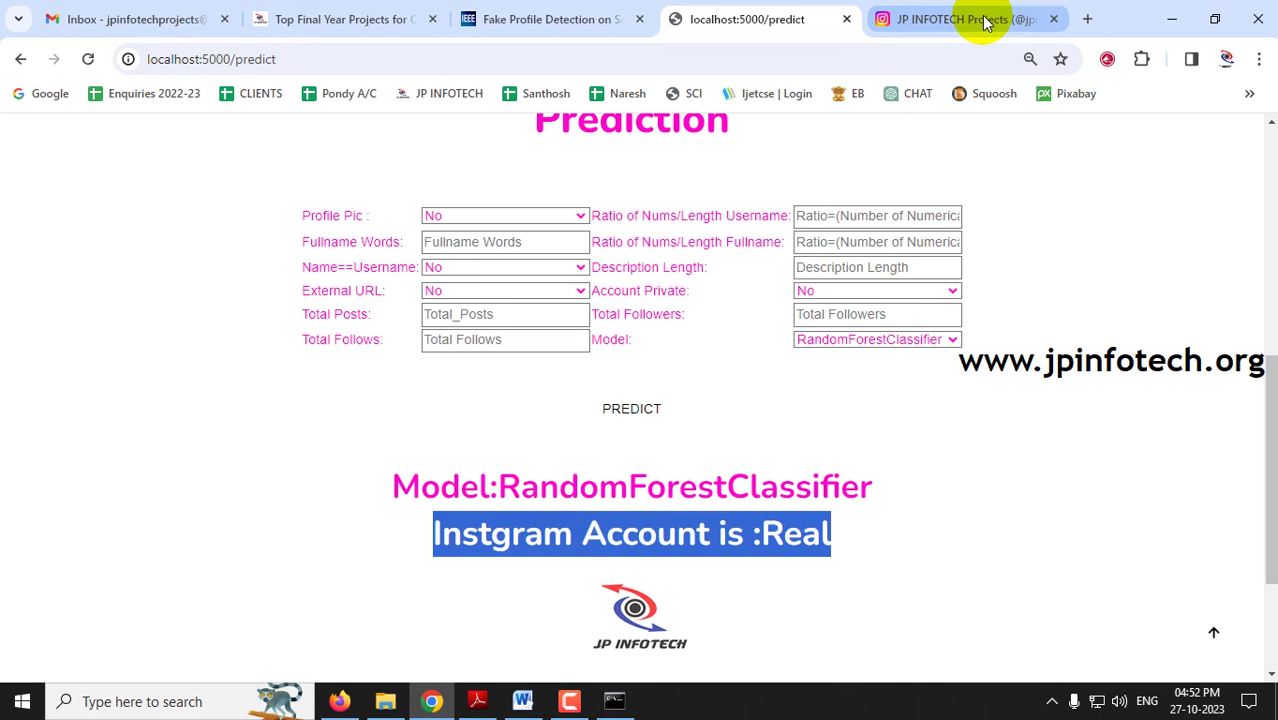 Inbox - jpinfotechprojects@
Top Final Year Projects for C
IEEE Fake Profile Detection on S
localhost:5000/predict
JP INFOTECH Projects (@jpi
localhost:5000/predict
Google
Enquiries 2022-23
CLIENTS
Pondy A/C
JP INFOTECH
Santhosh
Naresh
SCI
Ijetcse | Login
EB
CHAT
Squoosh
px Pixabay
Prediction
Profile Pic : No Ratio of Nums/Length Username: Ratio=(Number of Numerica
Fullname Words: Fullname Words Ratio of Nums/Length Fullname: Ratio=(Number of Numerica
Name==Username: No Description Length: Description Length
External URL: No Account Private: No
Total Posts: Total_Posts Total Followers: Total Followers
Total Follows: Total Follows Model: RandomForestClassifier
www.jpinfotech.org
PREDICT
Model:RandomForestClassifier
Instgram Account is :Real
JP INFOTECH
Type here to search
ENG
04:52 PM
27-10-2023